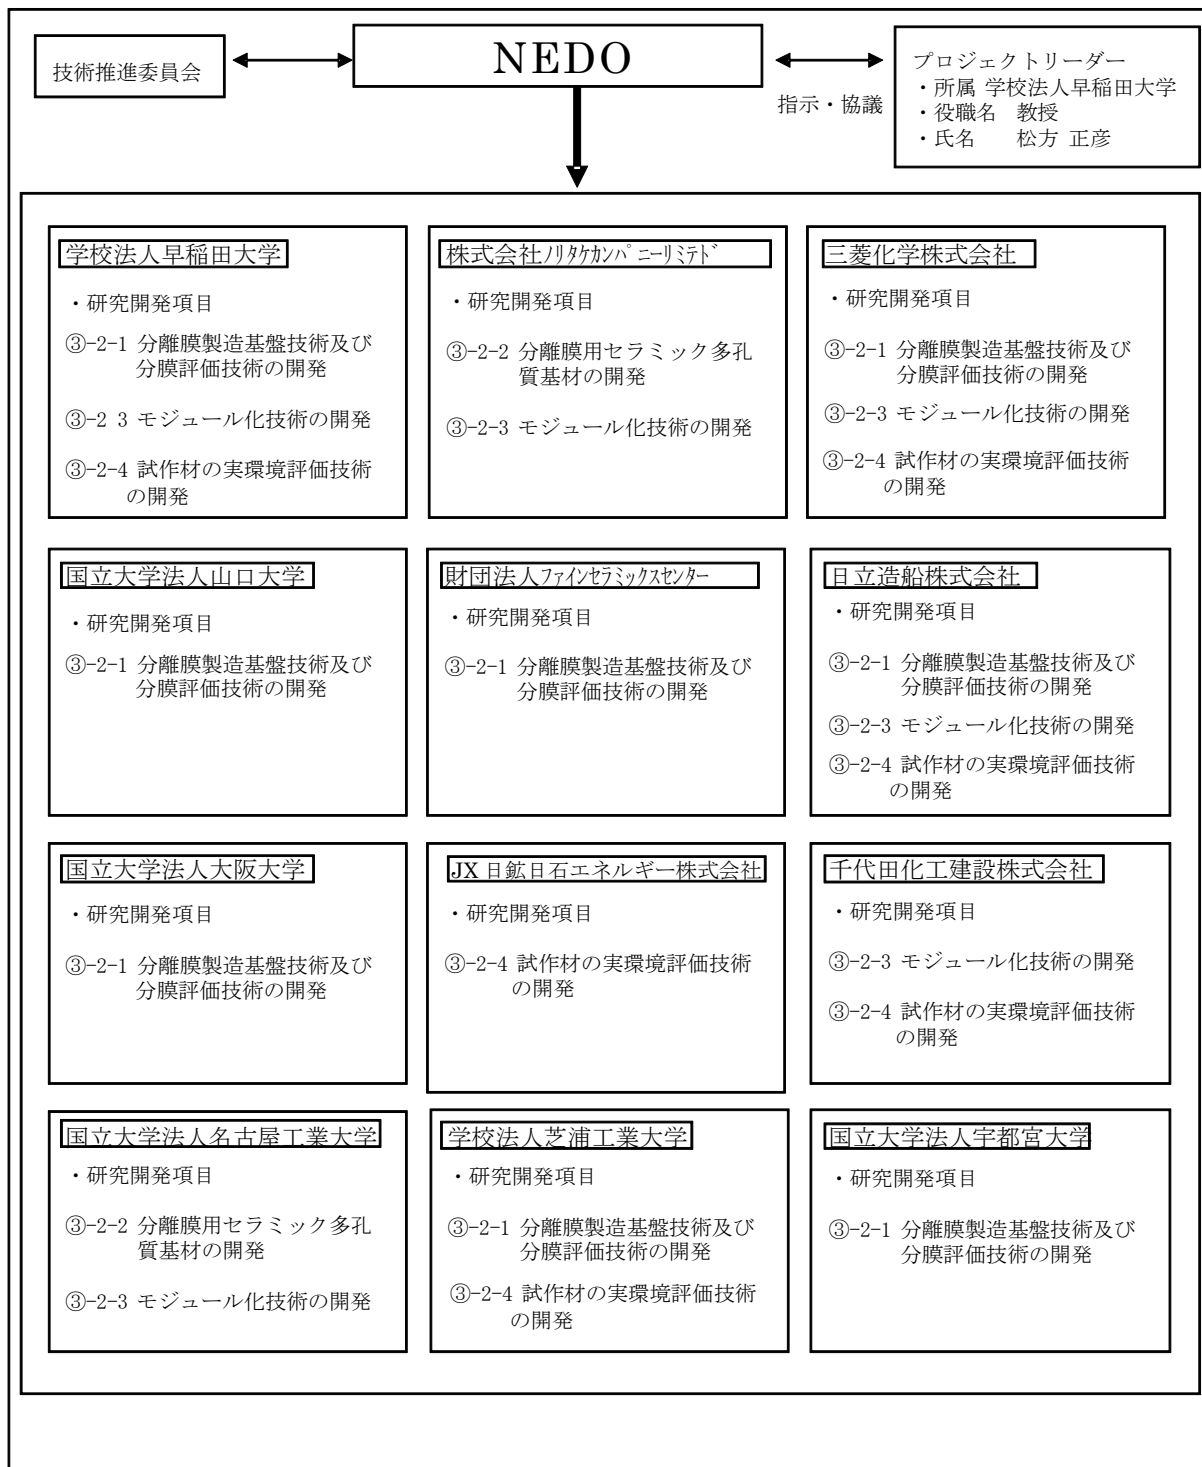 技術推進委員会
NEDO
指示・協議
プロジェクトリーダー
・所属 学校法人早稲田大学
・役職名 教授
・氏名 松方 正彦
学校法人早稲田大学
・研究開発項目
③-2-1 分離膜製造基盤技術及び
分膜評価技術の開発
③-2 3 モジュール化技術の開発
③-2-4 試作材の実環境評価技術
の開発
株式会社ノリタケカンパニーリミテド
・研究開発項目
③-2-2 分離膜用セラミック多孔
質基材の開発
③-2-3 モジュール化技術の開発
三菱化学株式会社
・研究開発項目
③-2-1 分離膜製造基盤技術及び
分膜評価技術の開発
③-2-3 モジュール化技術の開発
③-2-4 試作材の実環境評価技術
の開発
国立大学法人山口大学
・研究開発項目
③-2-1 分離膜製造基盤技術及び
分膜評価技術の開発
財団法人ファインセラミックスセンター
・研究開発項目
③-2-1 分離膜製造基盤技術及び
分膜評価技術の開発
日立造船株式会社
・研究開発項目
③-2-1 分離膜製造基盤技術及び
分膜評価技術の開発
③-2-3 モジュール化技術の開発
③-2-4 試作材の実環境評価技術
の開発
国立大学法人大阪大学
・研究開発項目
③-2-1 分離膜製造基盤技術及び
分膜評価技術の開発
JX 日鉱日石エネルギー株式会社
・研究開発項目
③-2-4 試作材の実環境評価技術
の開発
千代田化工建設株式会社
・研究開発項目
③-2-3 モジュール化技術の開発
③-2-4 試作材の実環境評価技術
の開発
国立大学法人名古屋工業大学
・研究開発項目
③-2-2 分離膜用セラミック多孔
質基材の開発
③-2-3 モジュール化技術の開発
学校法人芝浦工業大学
・研究開発項目
③-2-1 分離膜製造基盤技術及び
分膜評価技術の開発
③-2-4 試作材の実環境評価技術
の開発
国立大学法人宇都宮大学
・研究開発項目
③-2-1 分離膜製造基盤技術及び
分膜評価技術の開発